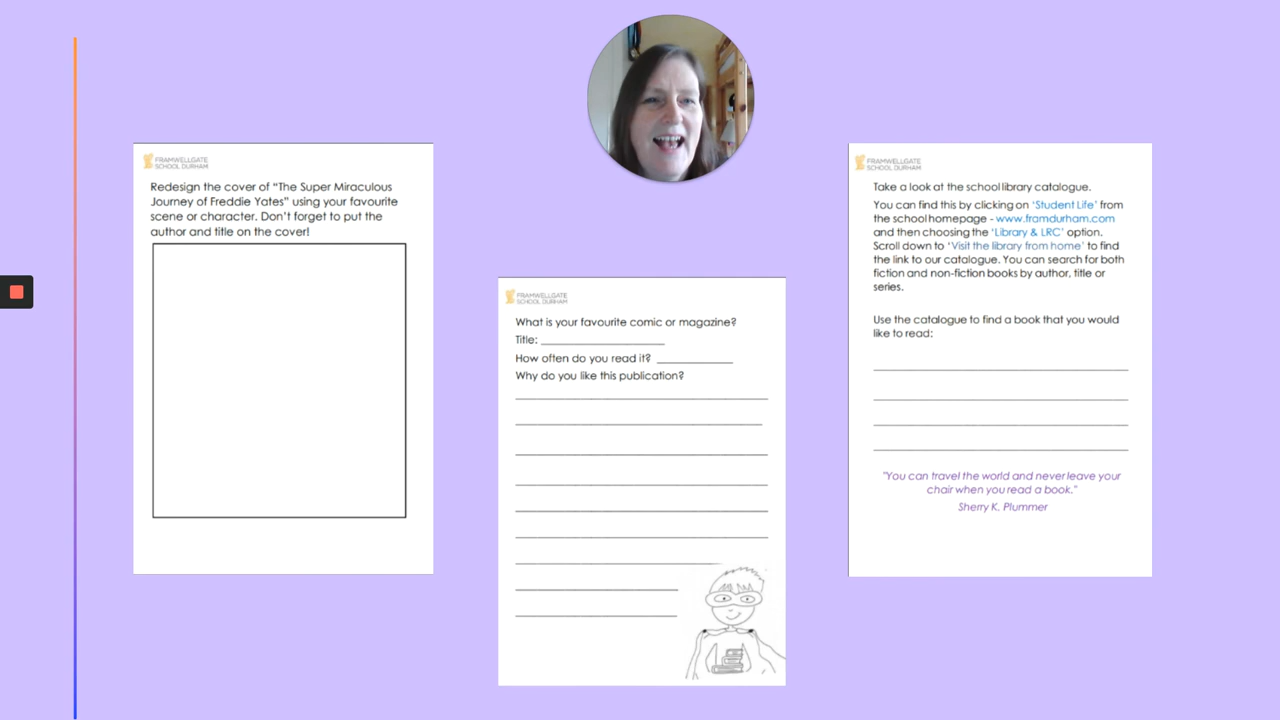 FRAMWELLGATE
SCHOOL DURHAM
Redesign the cover of “The Super Miraculous
Journey of Freddie Yates” using your favourite
scene or character. Don’t forget to put the
author and title on the cover!
FRAMWELLGATE
SCHOOL DURHAM
What is your favourite comic or magazine?
Title:
How often do you read it?
Why do you like this publication?
FRAMWELLGATE
SCHOOL DURHAM
Take a look at the school library catalogue.
You can find this by clicking on ‘Student Life’ from
the school homepage - www.framdurham.com
and then choosing the ‘Library & LRC’ option.
Scroll down to ‘Visit the library from home’ to find
the link to our catalogue. You can search for both
fiction and non-fiction books by author, title or
series.
Use the catalogue to find a book that you would
like to read:
"You can travel the world and never leave your
chair when you read a book."
Sherry K. Plummer